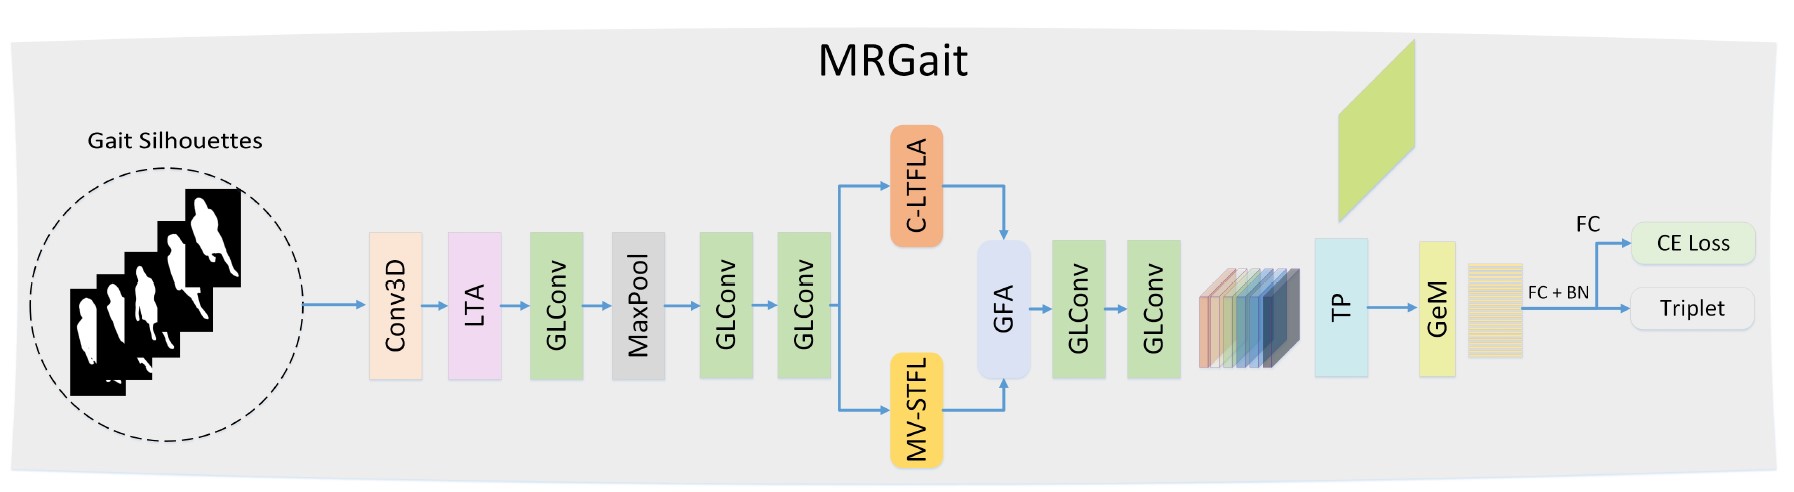 MRGait
Gait Silhouettes
Conv3D
LTA
GLConv
MaxPool
GLConv
GLConv
C-LTFLA
MV-STFL
GFA
GLConv
GLConv
TP
GeM
FC + BN
FC
CE Loss
Triplet